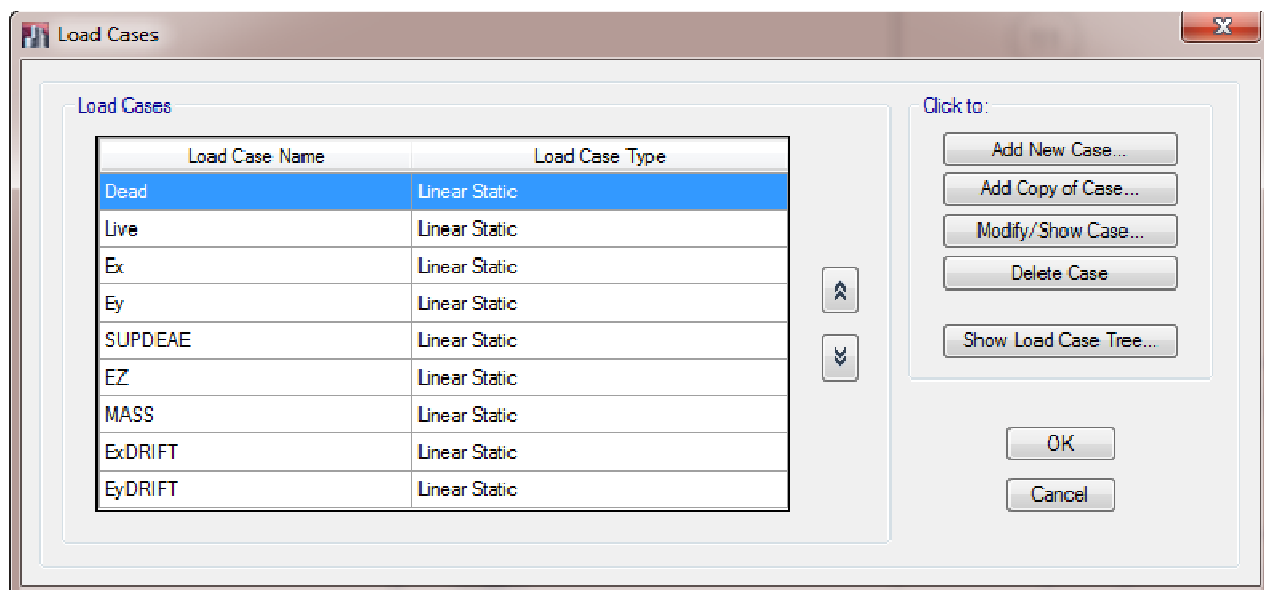 Load Cases
Load Cases
Click to:
Load Case Name Load Case Type
Dead Linear Static
Live Linear Static
Ex Linear Static
Ey Linear Static
SUPDEAE Linear Static
EZ Linear Static
MASS Linear Static
ExDRIFT Linear Static
EyDRIFT Linear Static
Add New Case...
Add Copy of Case...
Modify/Show Case...
Delete Case
Show Load Case Tree...
OK
Cancel